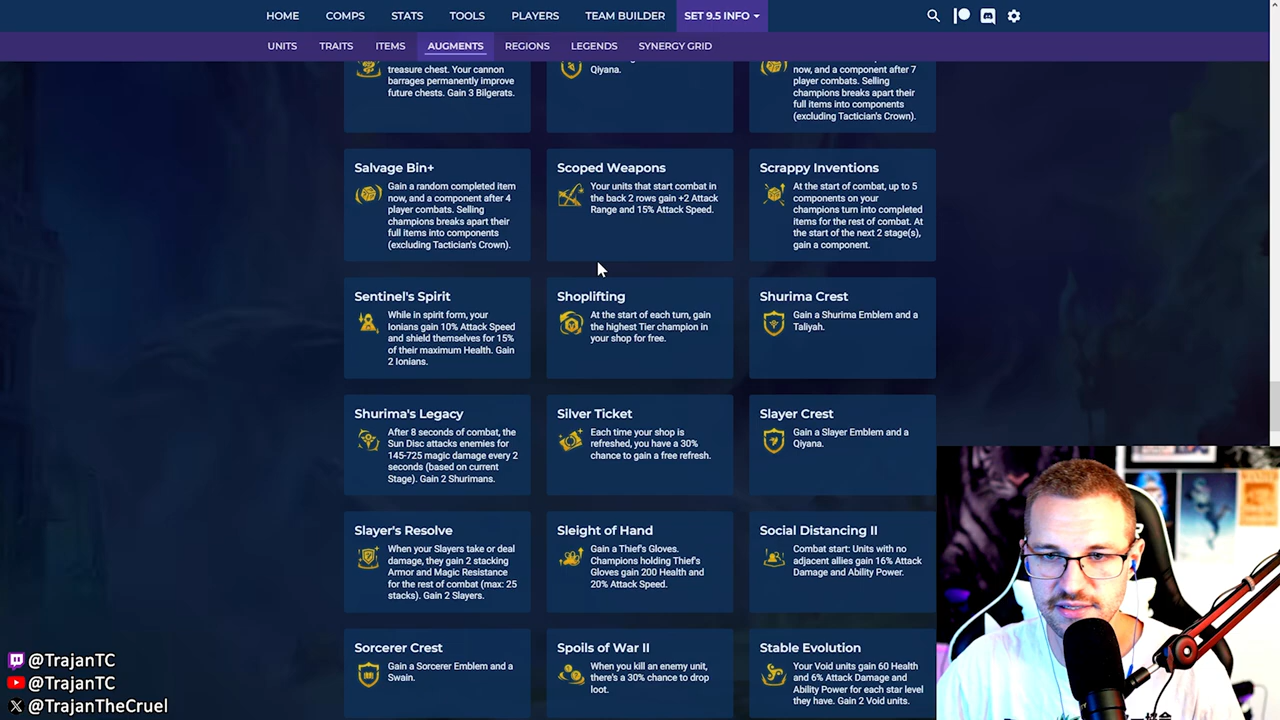 HOME COMPS STATS TOOLS PLAYERS TEAM BUILDER SET 9.5 INFO
UNITS TRAITS ITEMS AUGMENTS REGIONS LEGENDS SYNERGY GRID
treasure chest. Your cannon
barrages permanently improve
future chests. Gain 3 Bilgerats.
Qiyana.
now, and a component after 7
player combats. Selling
champions breaks apart their
full items into components
(excluding Tactician's Crown).
Salvage Bin+
Gain a random completed item
now, and a component after 4
player combats. Selling
champions breaks apart their
full items into components
(excluding Tactician's Crown).
Scoped Weapons
Your units that start combat in
the back 2 rows gain +2 Attack
Range and 15% Attack Speed.
Scrappy Inventions
At the start of combat, up to 5
components on your
champions turn into completed
items for the rest of combat. At
the start of the next 2 stage(s),
gain a component.
Sentinel's Spirit
While in spirit form, your
Ionians gain 10% Attack Speed
and shield themselves for 15%
of their maximum Health. Gain
2 Ionians.
Shoplifting
At the start of each turn, gain
the highest Tier champion in
your shop for free.
Shurima Crest
Gain a Shurima Emblem and a
Taliyah.
Shurima's Legacy
After 8 seconds of combat, the
Sun Disc attacks enemies for
145-725 magic damage every 2
seconds (based on current
Stage). Gain 2 Shurimans.
Silver Ticket
Each time your shop is
refreshed, you have a 30%
chance to gain a free refresh.
Slayer Crest
Gain a Slayer Emblem and a
Qiyana.
Slayer's Resolve
When your Slayers take or deal
damage, they gain 2 stacking
Armor and Magic Resistance
for the rest of combat (max: 25
stacks). Gain 2 Slayers.
Sleight of Hand
Gain a Thief's Gloves.
Champions holding Thief's
Gloves gain 200 Health and
20% Attack Speed.
Social Distancing II
Combat start: Units with no
adjacent allies gain 16% Attack
Damage and Ability Power.
Sorcerer Crest
Gain a Sorcerer Emblem and a
Swain.
Spoils of War II
When you kill an enemy unit,
there's a 30% chance to drop
loot.
Stable Evolution
Your Void units gain 60 Health
and 6% Attack Damage and
Ability Power for each star level
they have. Gain 2 Void units.
@TrajanTC
@TrajanTC
@TrajanTheCruel